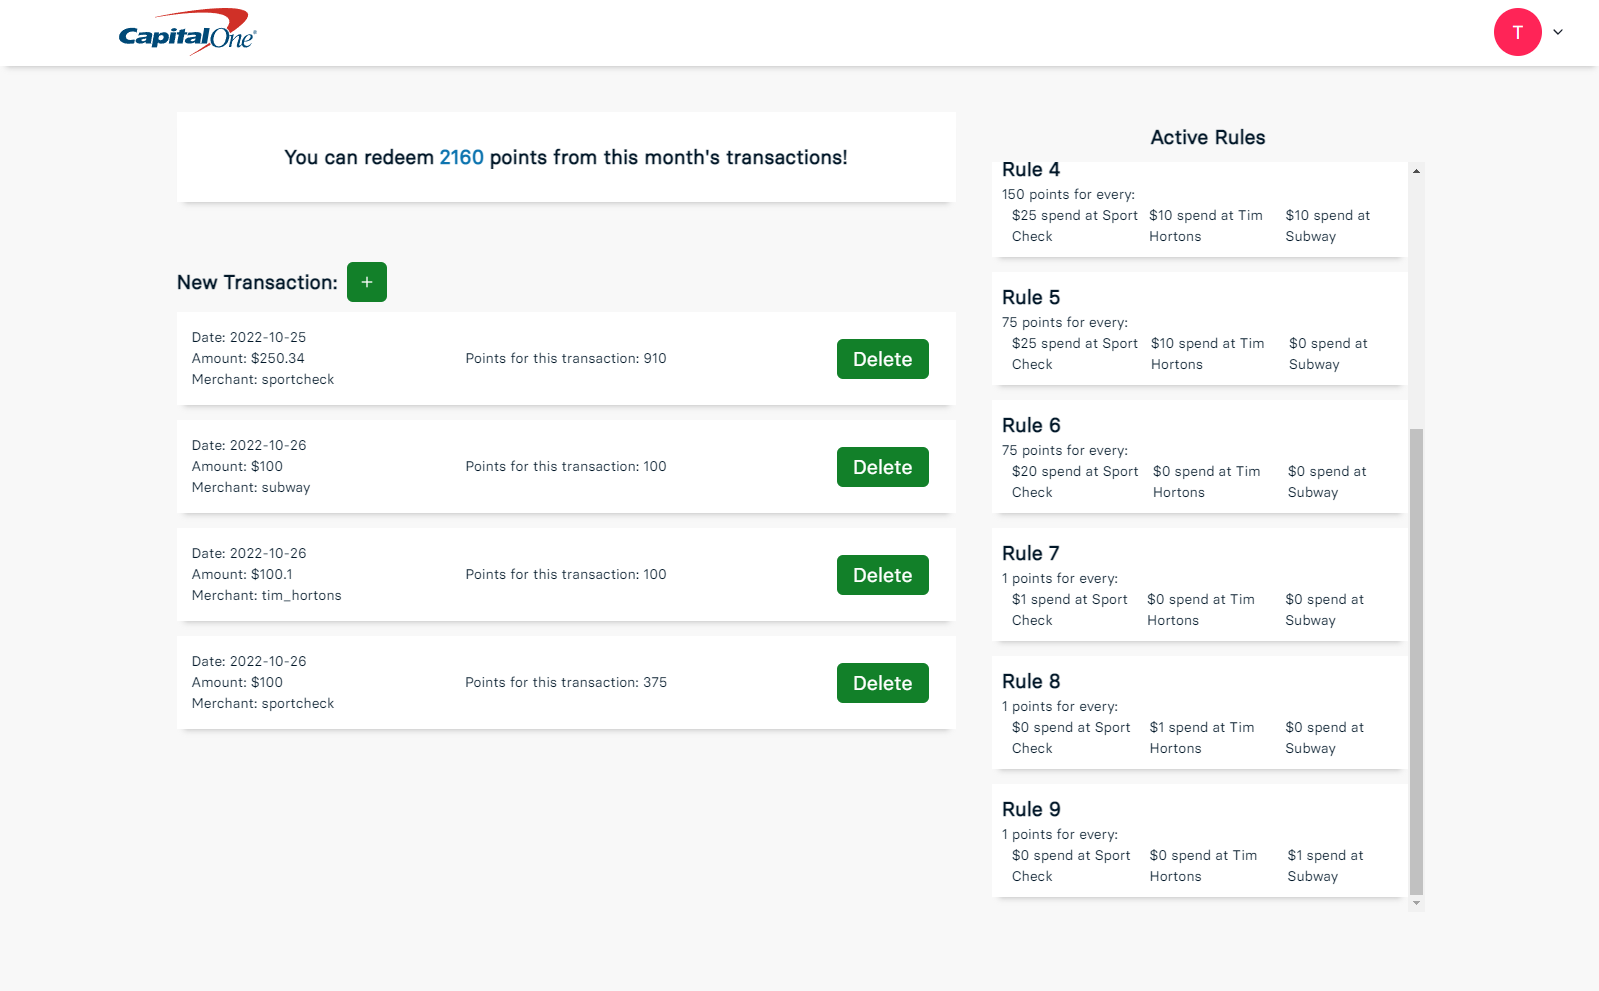 CapitalOne®
T
You can redeem 2160 points from this month's transactions!
New Transaction: +
Date: 2022-10-25
Amount: $250.34
Merchant: sportcheck
Points for this transaction: 910
Delete
Date: 2022-10-26
Amount: $100
Merchant: subway
Points for this transaction: 100
Delete
Date: 2022-10-26
Amount: $100.1
Merchant: tim_hortons
Points for this transaction: 100
Delete
Date: 2022-10-26
Amount: $100
Merchant: sportcheck
Points for this transaction: 375
Delete
Active Rules
Rule 4
150 points for every:
$25 spend at Sport Check
$10 spend at Tim Hortons
$10 spend at Subway
Rule 5
75 points for every:
$25 spend at Sport Check
$10 spend at Tim Hortons
$0 spend at Subway
Rule 6
75 points for every:
$20 spend at Sport Check
$0 spend at Tim Hortons
$0 spend at Subway
Rule 7
1 points for every:
$1 spend at Sport Check
$0 spend at Tim Hortons
$0 spend at Subway
Rule 8
1 points for every:
$0 spend at Sport Check
$1 spend at Tim Hortons
$0 spend at Subway
Rule 9
1 points for every:
$0 spend at Sport Check
$0 spend at Tim Hortons
$1 spend at Subway